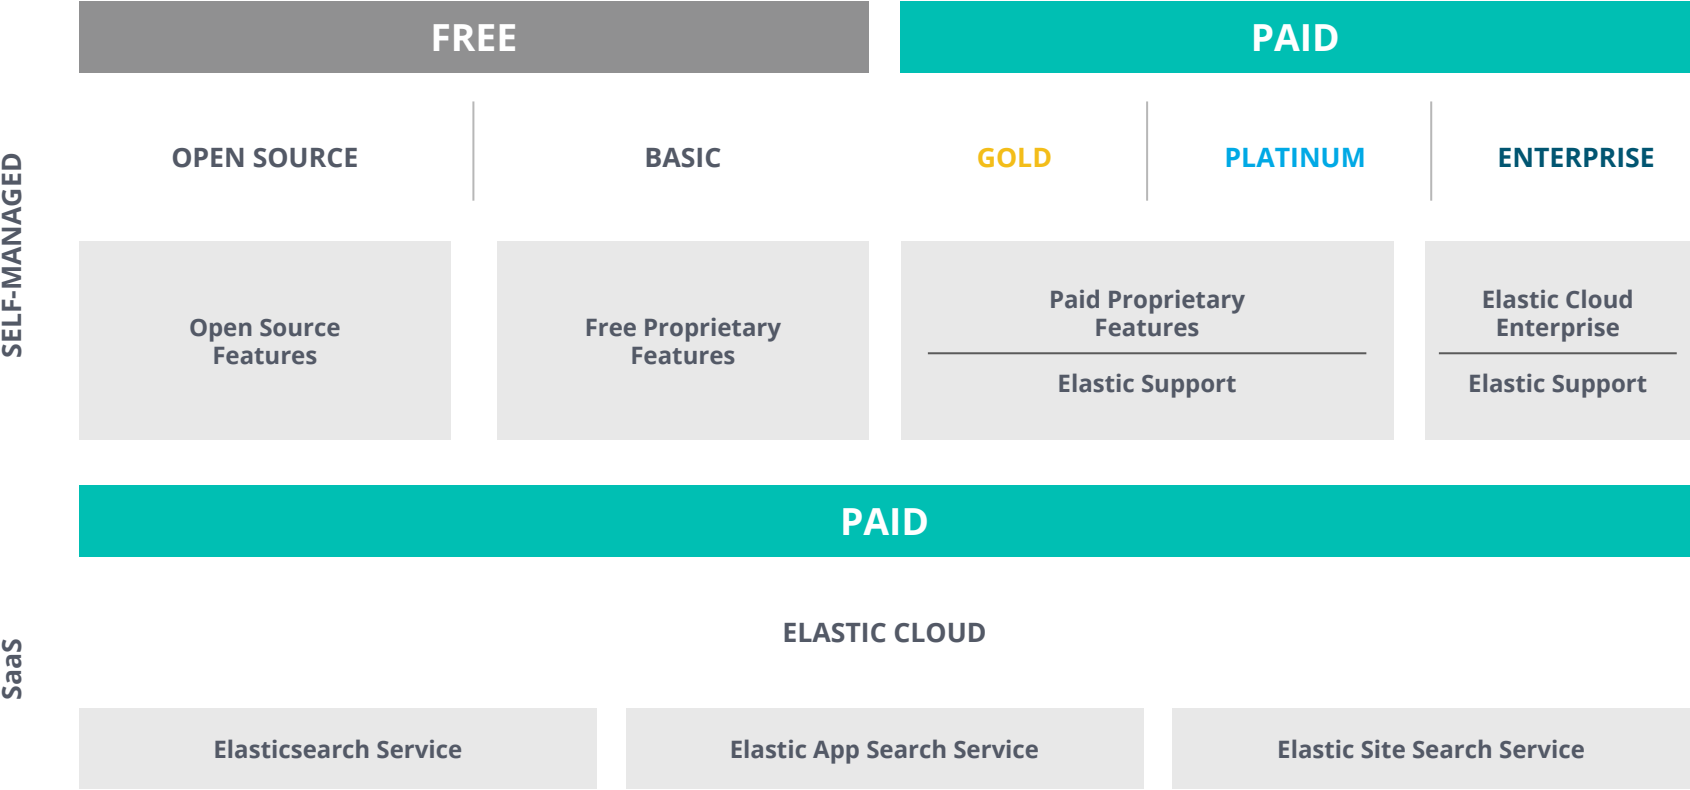 FREE
PAID
SELF-MANAGED
OPEN SOURCE
BASIC
GOLD
PLATINUM
ENTERPRISE
Open Source
Features
Free Proprietary
Features
Paid Proprietary
Features
Elastic Support
Elastic Cloud
Enterprise
Elastic Support
PAID
SaaS
ELASTIC CLOUD
Elasticsearch Service
Elastic App Search Service
Elastic Site Search Service